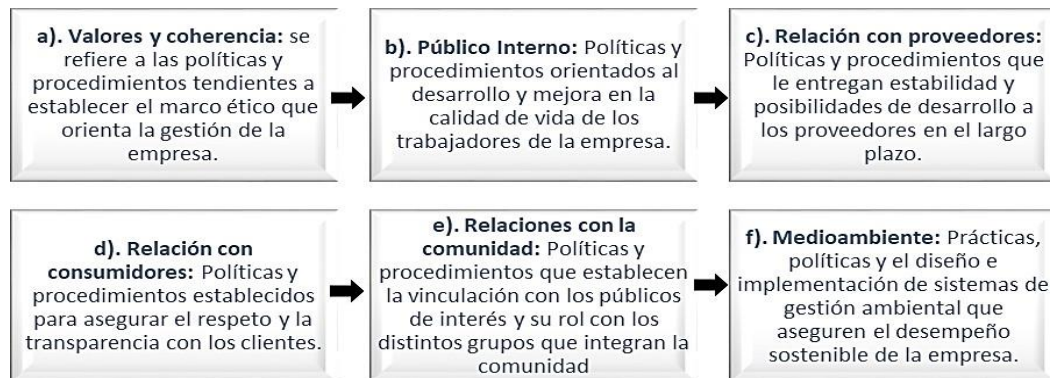 a). Valores y coherencia: se
refiere a las políticas y
procedimientos tendientes a
establecer el marco ético que
orienta la gestión de la
empresa.
b). Público Interno: Políticas y
procedimientos orientados al
desarrollo y mejora en la
calidad de vida de los
trabajadores de la empresa.
c). Relación con proveedores:
Políticas y procedimientos que
le entregan estabilidad y
posibilidades de desarrollo a
los proveedores en el largo
plazo.
d). Relación con
consumidores: Políticas y
procedimientos establecidos
para asegurar el respeto y la
transparencia con los clientes.
e). Relaciones con la
comunidad: Políticas y
procedimientos que establecen
la vinculación con los públicos
de interés y su rol con los
distintos grupos que integran la
comunidad
f). Medioambiente: Prácticas,
políticas y el diseño e
implementación de sistemas de
gestión ambiental que
aseguren el desempeño
sostenible de la empresa.